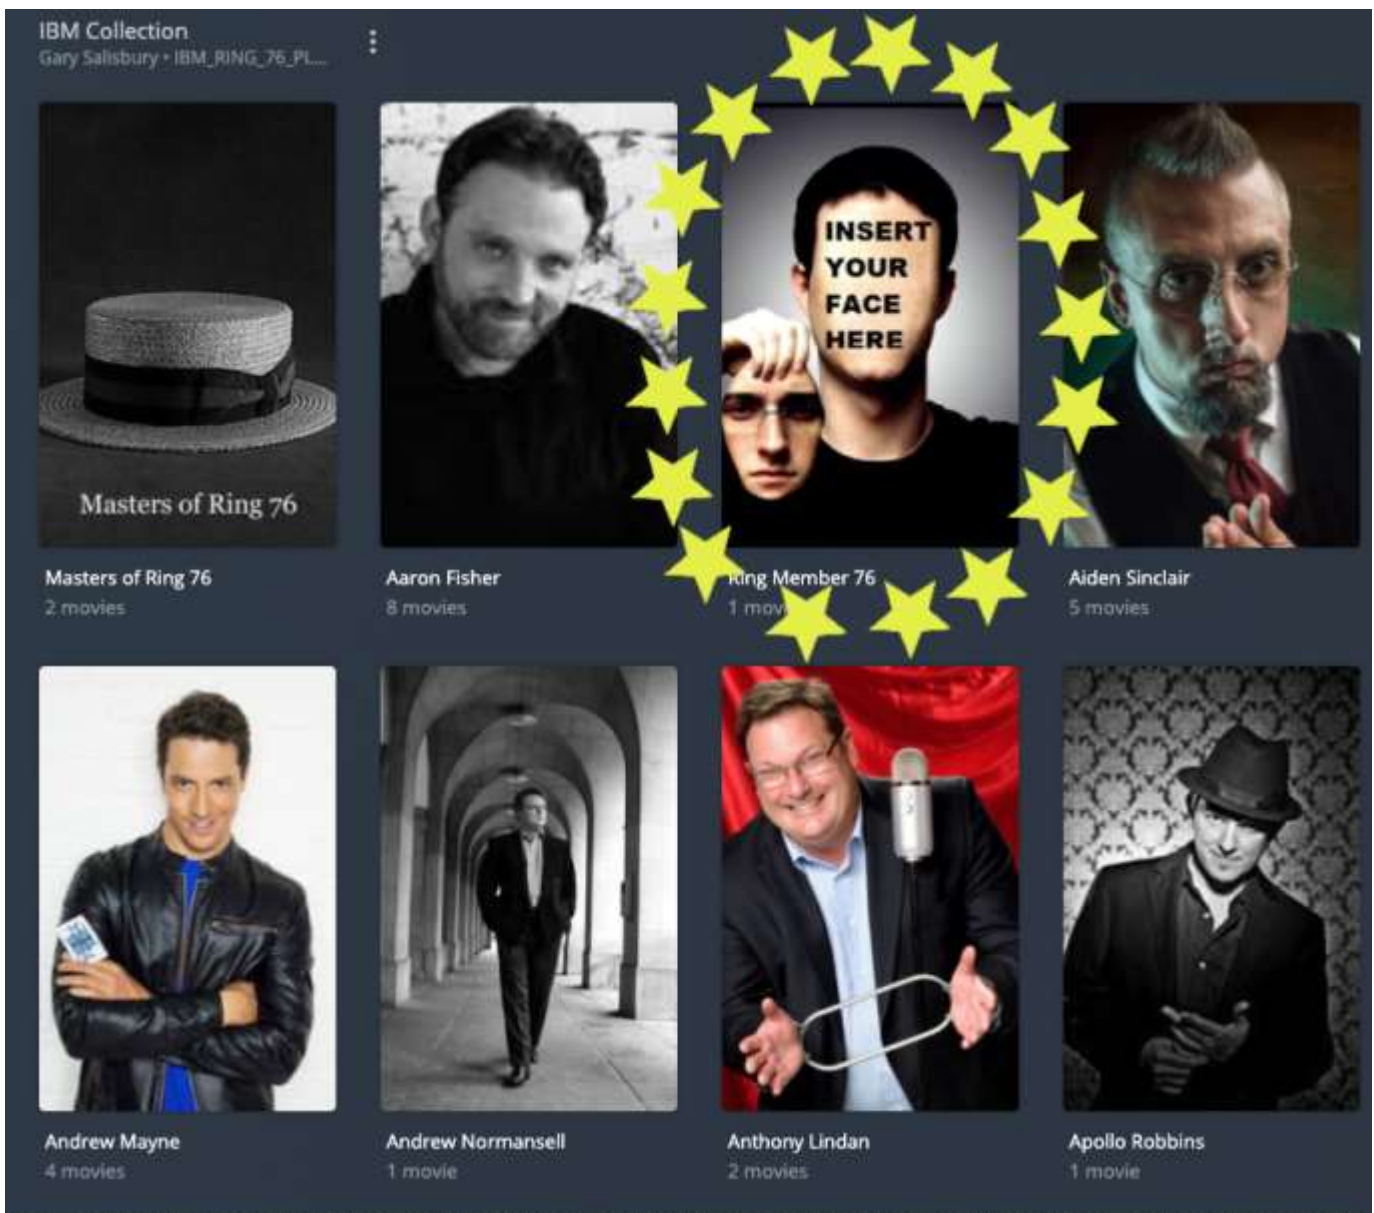 IBM Collection
Gary Salisbury • IBM_RING_76_PL...
Masters of Ring 76
Masters of Ring 76
2 movies
Aaron Fisher
8 movies
INSERT
YOUR
FACE
HERE
Ring Member 76
1 movie
Aiden Sinclair
5 movies
Andrew Mayne
4 movies
Andrew Normansell
1 movie
Anthony Lindan
2 movies
Apollo Robbins
1 movie